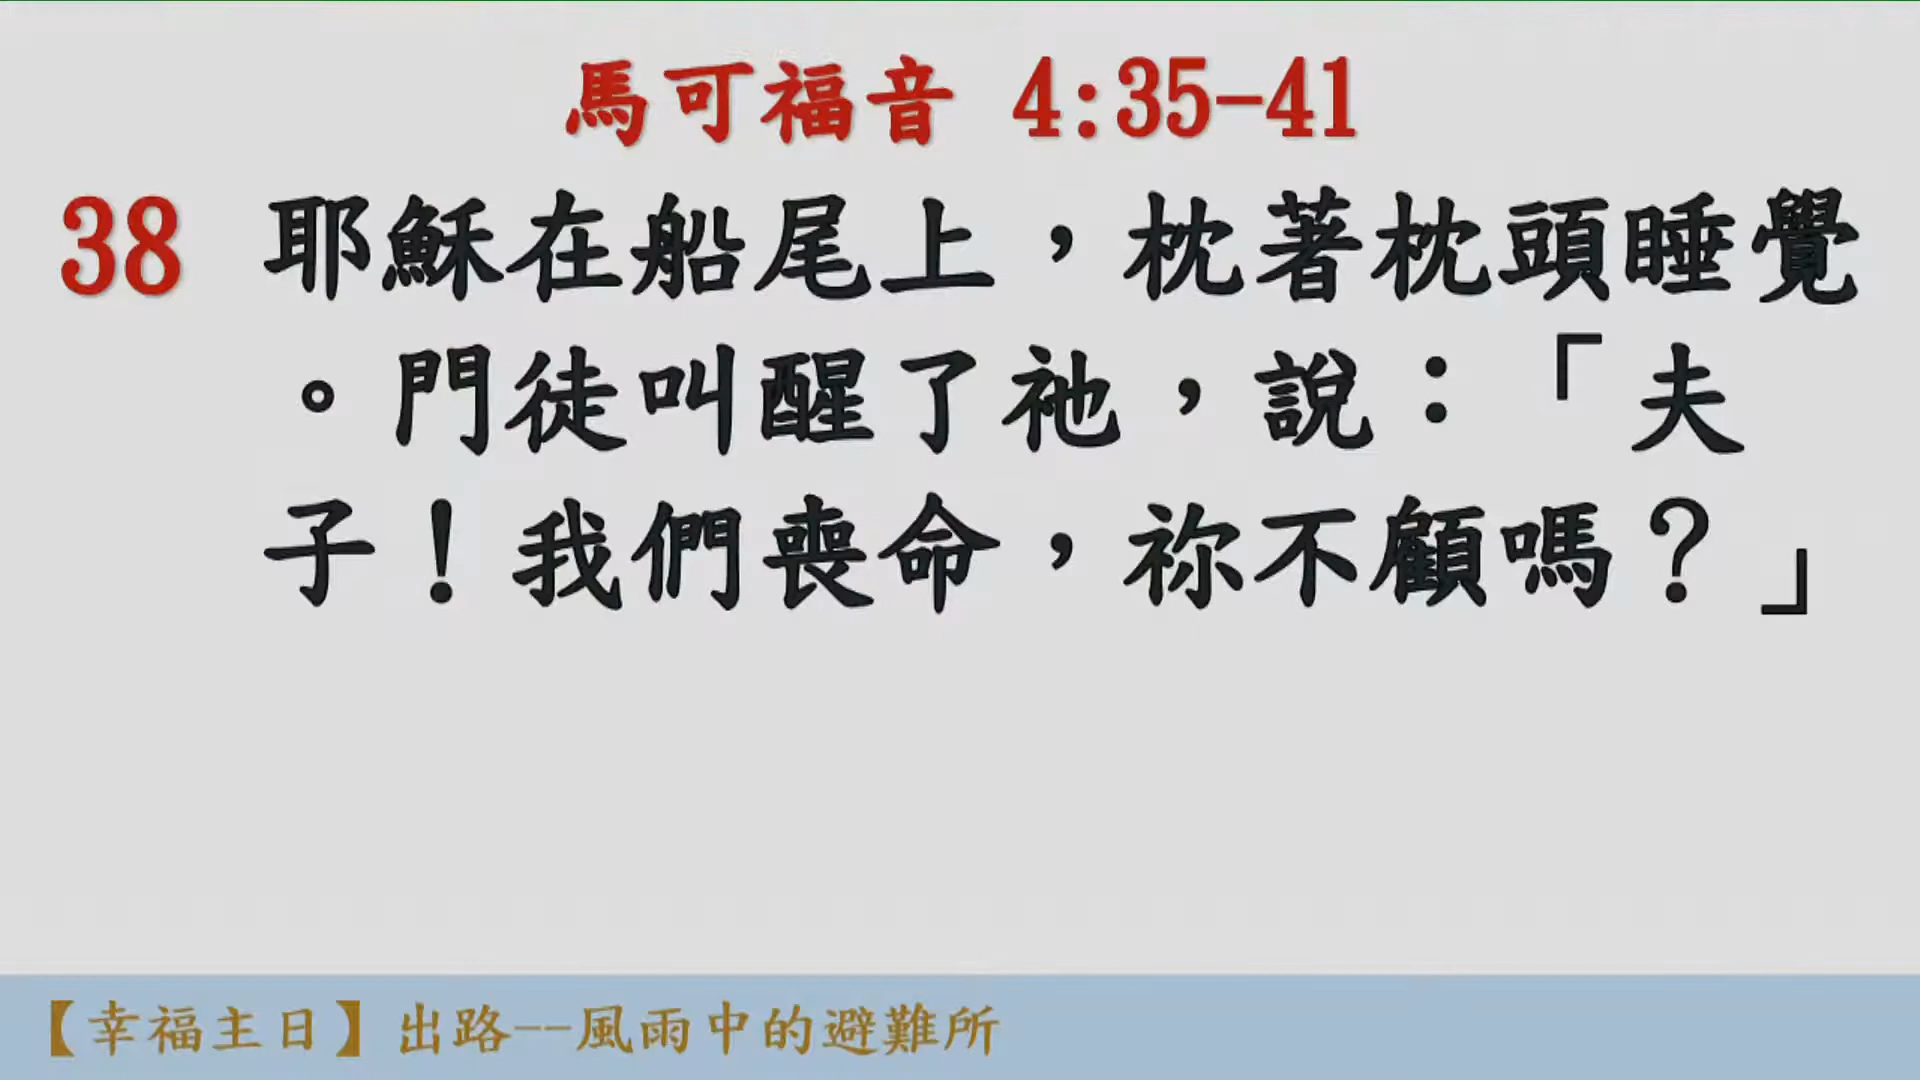 馬可福音 4:35-41
38 耶穌在船尾上，枕著枕頭睡覺
。門徒叫醒了祂，說：「夫
子！我們喪命，祢不顧嗎？」
【幸福主日】出路--風雨中的避難所